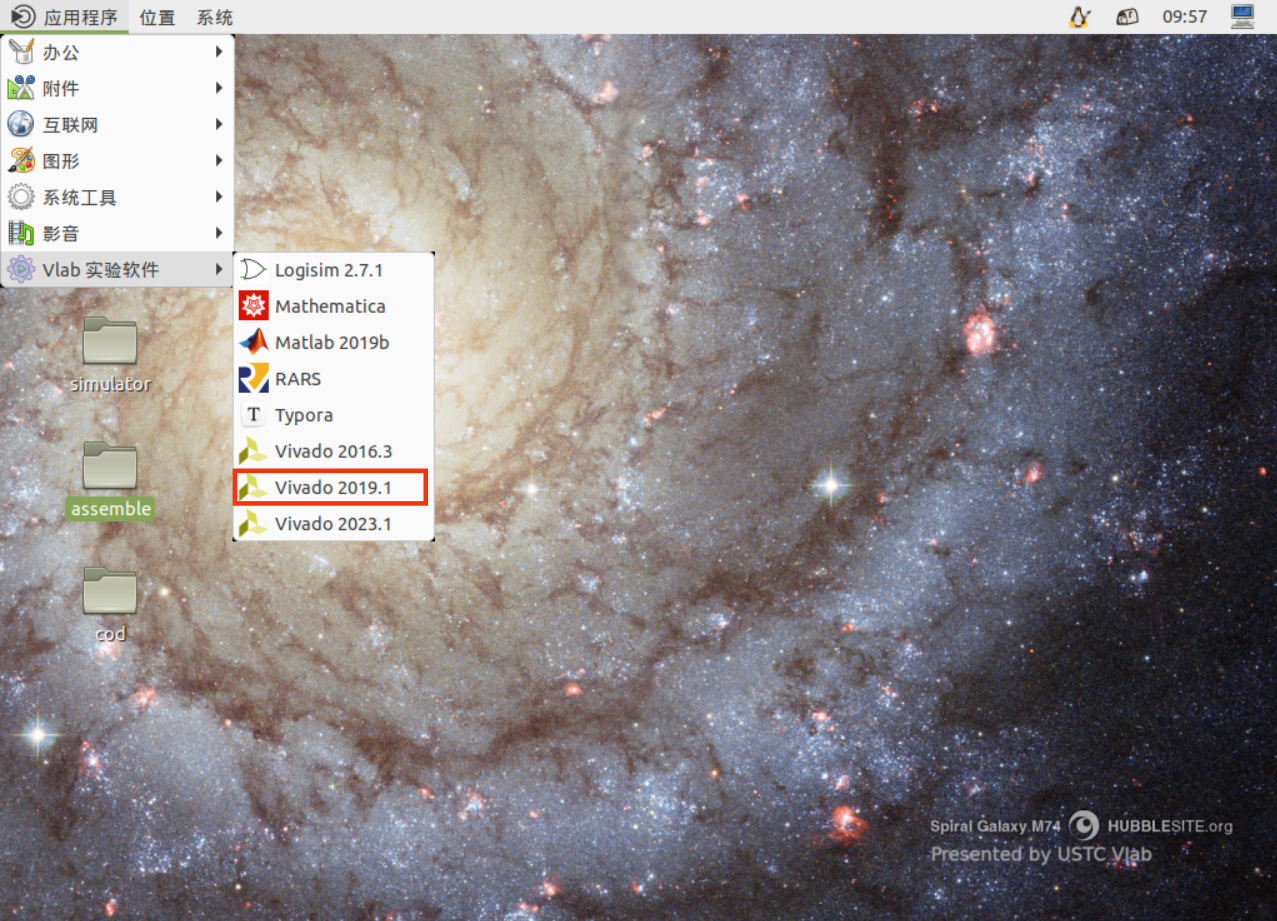 应用程序 位置 系统 09:57
办公
附件
互联网
图形
系统工具
影音
Vlab 实验软件
Logisim 2.7.1
Mathematica
Matlab 2019b
RARS
Typora
Vivado 2016.3
Vivado 2019.1
Vivado 2023.1
simulator
assemble
cod
Spiral Galaxy M74 HUBBLESITE.org
Presented by USTC Vlab